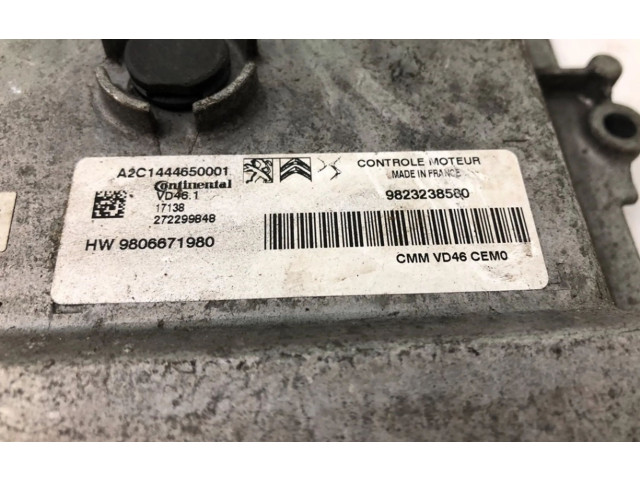 A2C1444650001
Continental
VD46.1
17138
272299848
HW 9806671980
CONTROLE MOTEUR
MADE IN FRANCE
9823238580
CMM VD46 CEM0